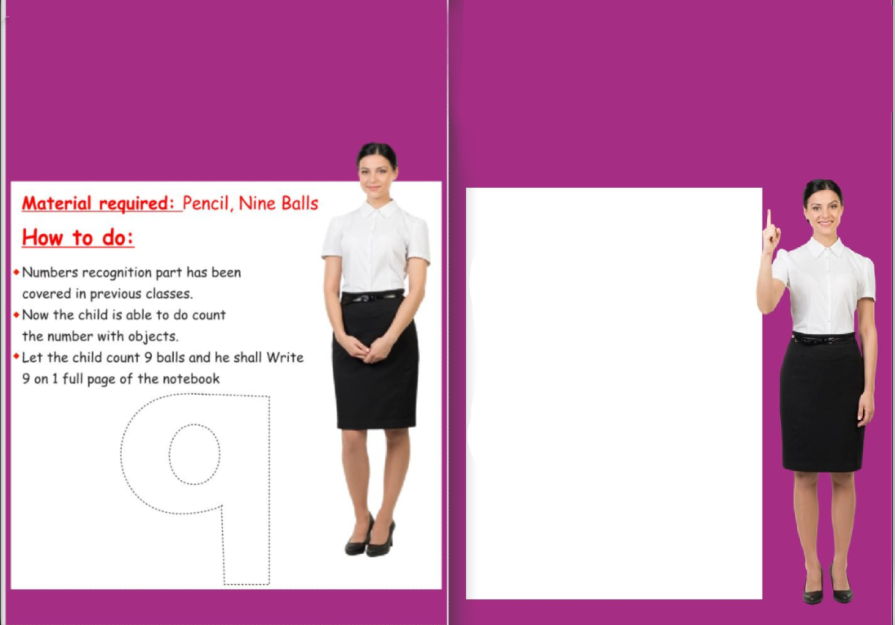 Material required: Pencil, Nine Balls
How to do:
Numbers recognition part has been
covered in previous classes.
Now the child is able to do count
the number with objects.
Let the child count 9 balls and he shall Write
9 on 1 full page of the notebook
9